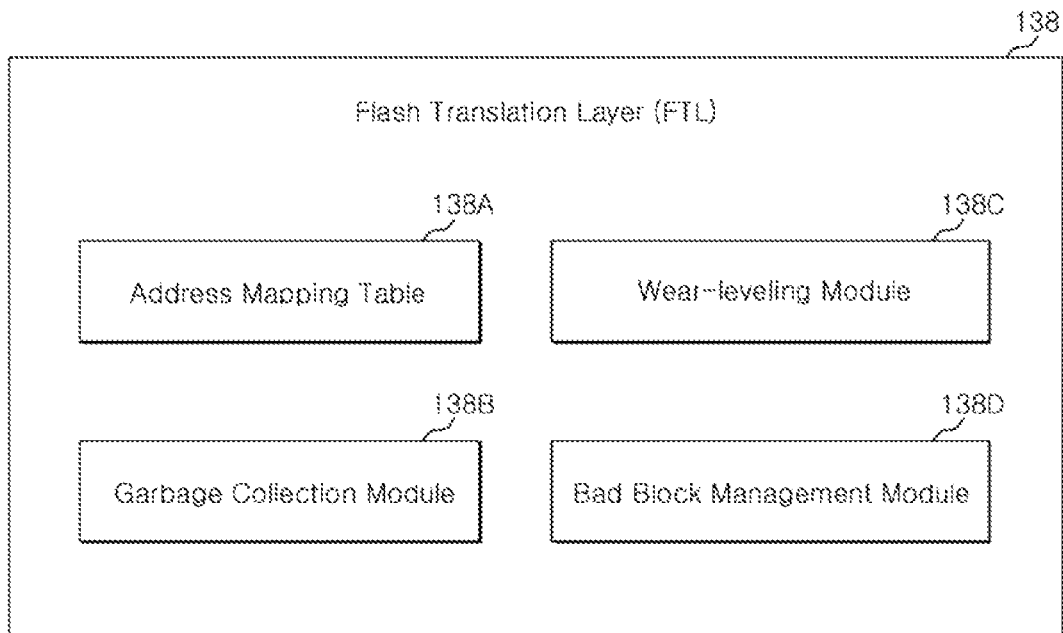 138
Flash Translation Layer (FTL)
138A
138C
Address Mapping Table
Wear-leveling Module
138B
138D
Garbage Collection Module
Bad Block Management Module